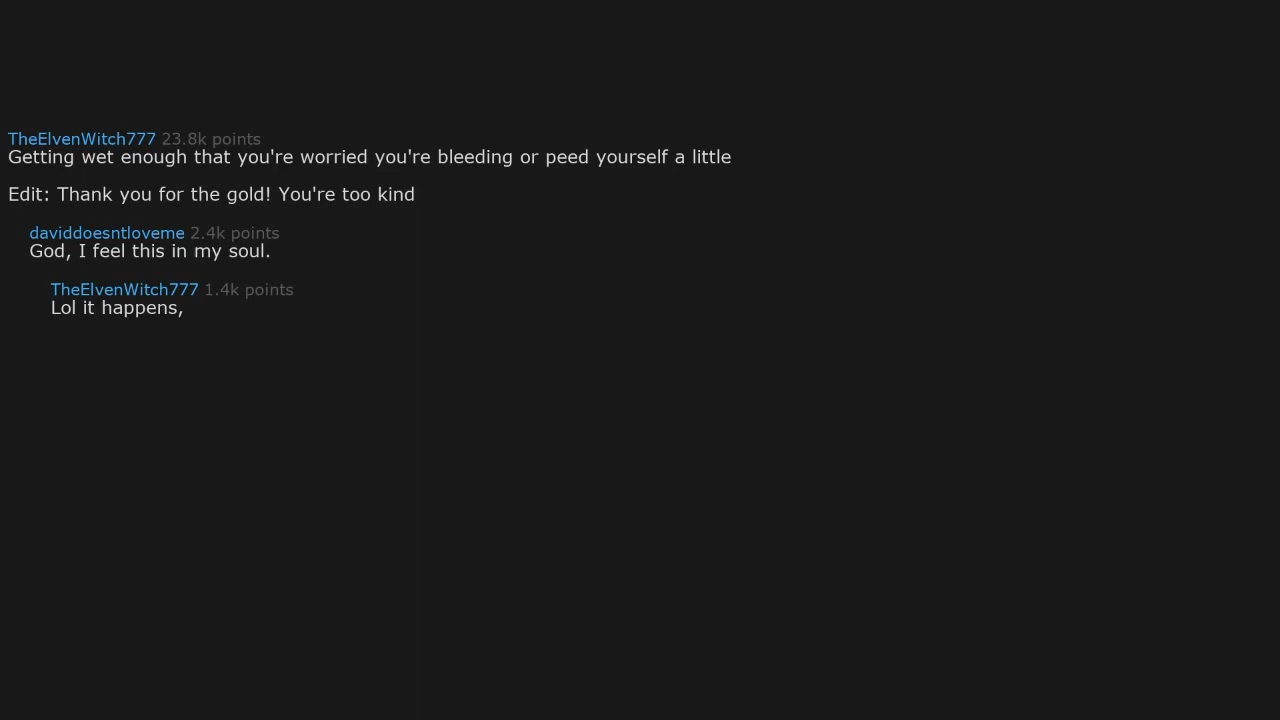 TheElvenWitch777 23.8k points
Getting wet enough that you're worried you're bleeding or peed yourself a little
Edit: Thank you for the gold! You're too kind
daviddoesntloveme 2.4k points
God, I feel this in my soul.
TheElvenWitch777 1.4k points
Lol it happens,